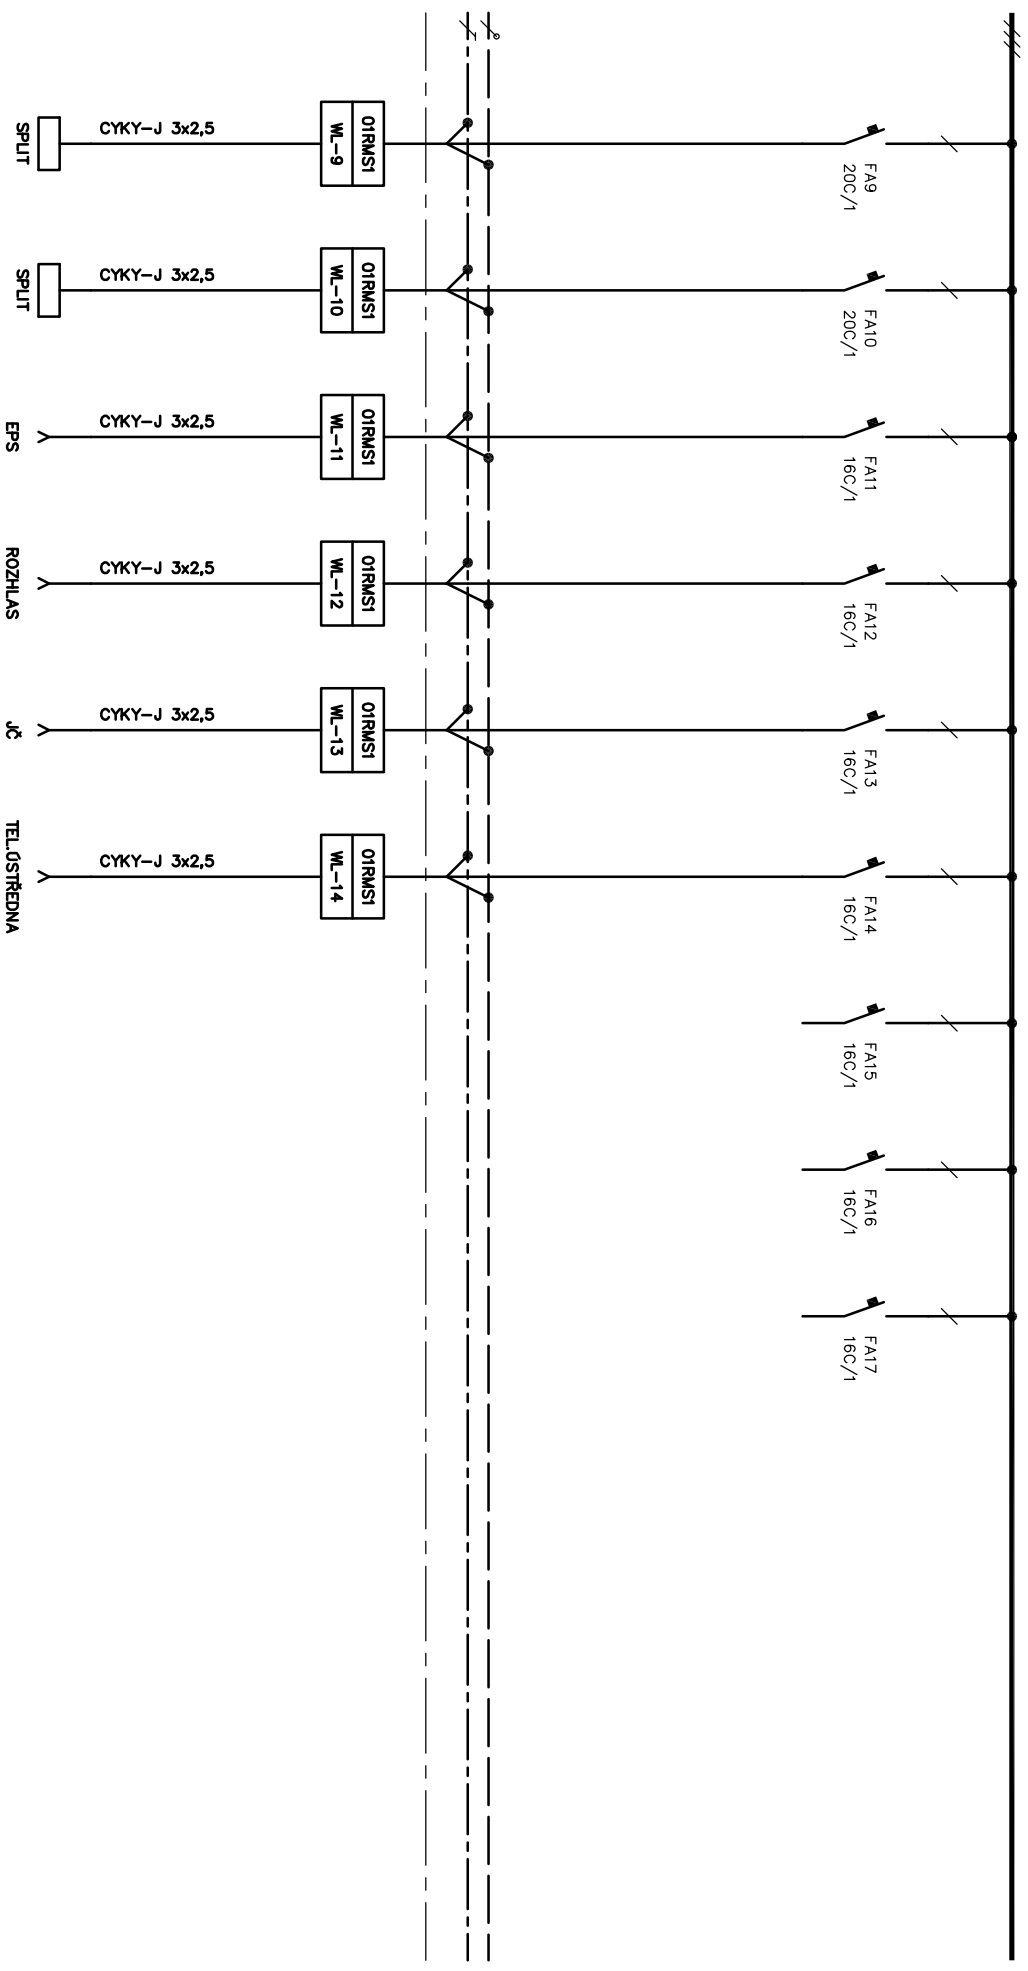 FA9
20C/1
FA10
20C/1
FA11
16C/1
FA12
16C/1
FA13
16C/1
FA14
16C/1
FA15
16C/1
FA16
16C/1
FA17
16C/1
01RMS1
WL-9
01RMS1
WL-10
01RMS1
WL-11
01RMS1
WL-12
01RMS1
WL-13
01RMS1
WL-14
CYKY-J 3x2,5
CYKY-J 3x2,5
CYKY-J 3x2,5
CYKY-J 3x2,5
CYKY-J 3x2,5
CYKY-J 3x2,5
SPLIT
SPLIT
EPS
ROZHLAS
JČ
TEL.ÚSTŘEDNA